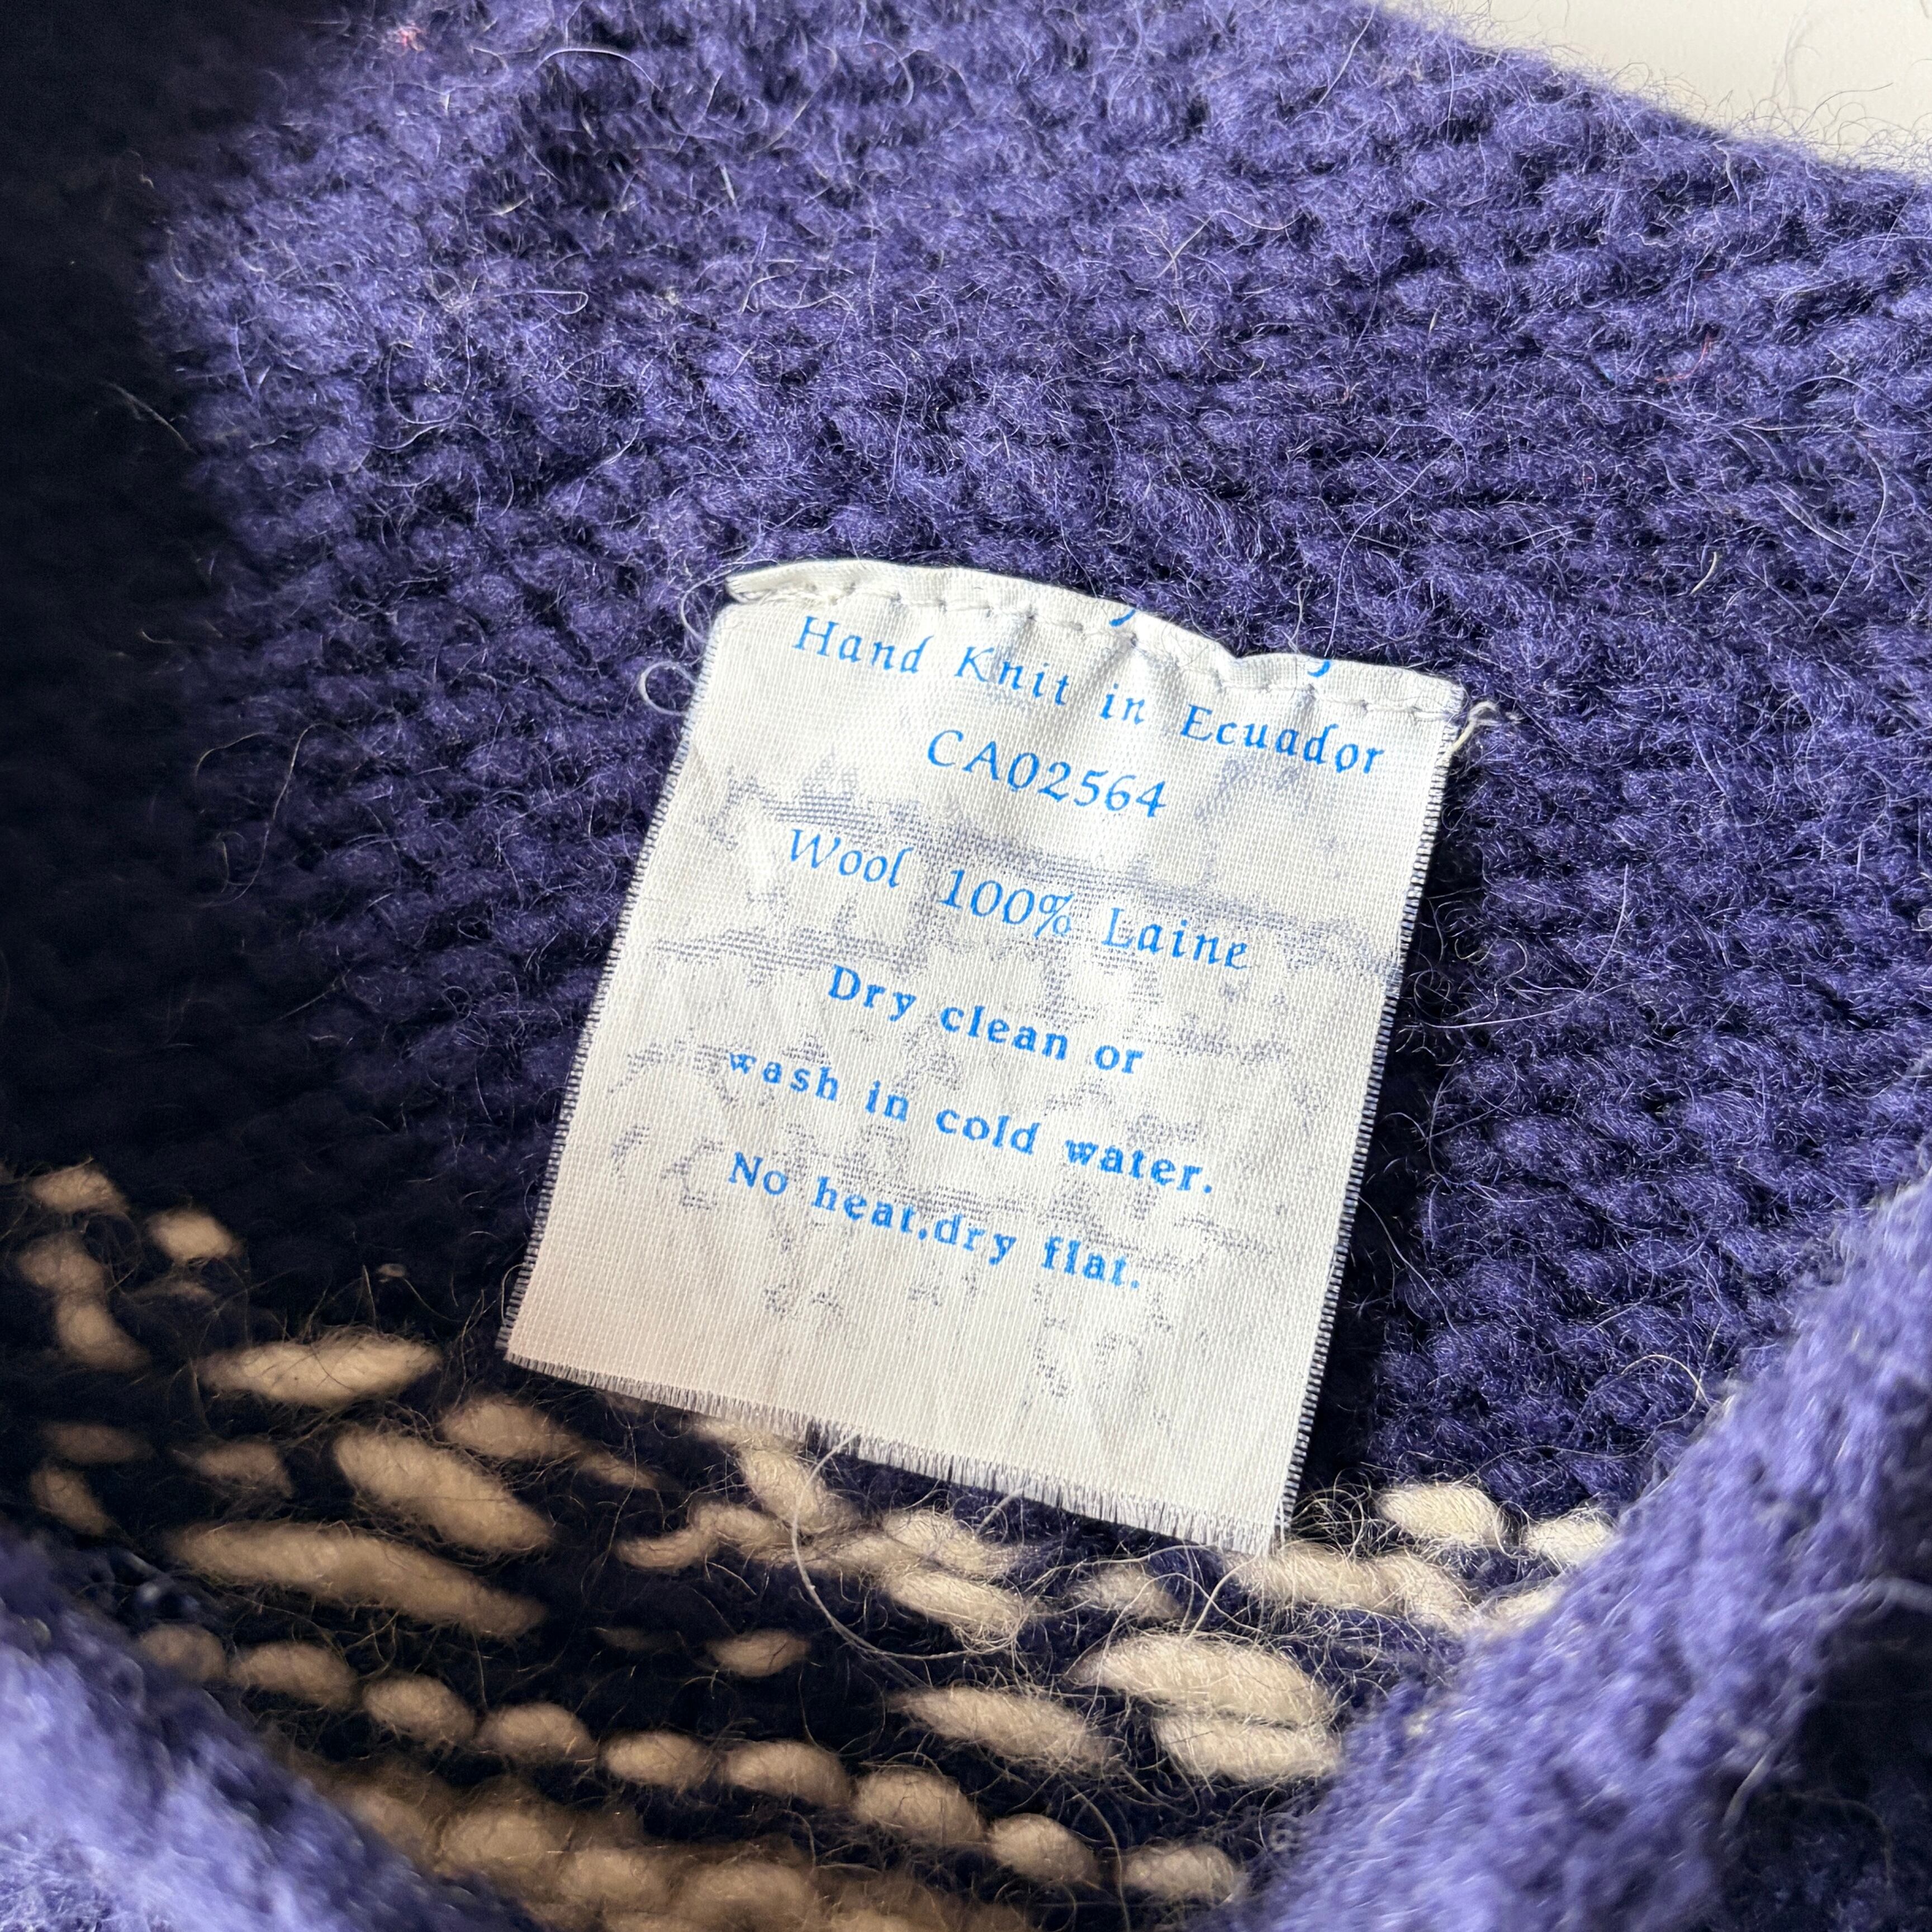 Hand Knit in Ecuador
CA02564
Wool 100% Laine
Dry clean or
wash in cold water.
No heat,dry flat.